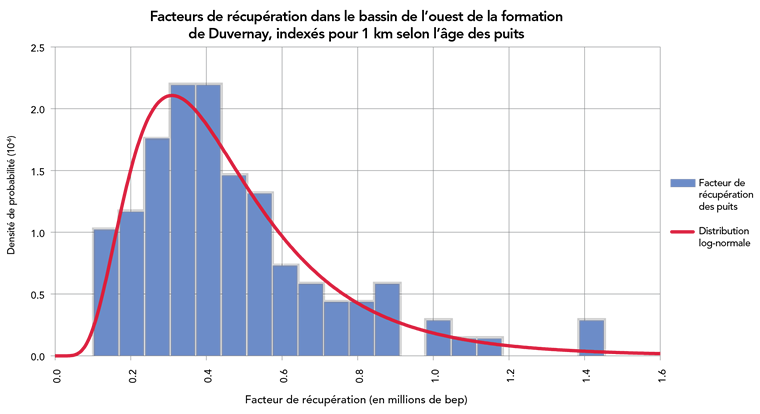 Facteurs de récupération dans le bassin de l’ouest de la formation
de Duvernay, indexés pour 1 km selon l’âge des puits
Densité de probabilité (10⁻⁶)
2.5
2.0
1.5
1.0
0.5
0.0
0.0
0.2
0.4
0.6
0.8
1.0
1.2
1.4
1.6
Facteur de récupération (en millions de bep)
Facteur de
récupération
des puits
Distribution
log-normale